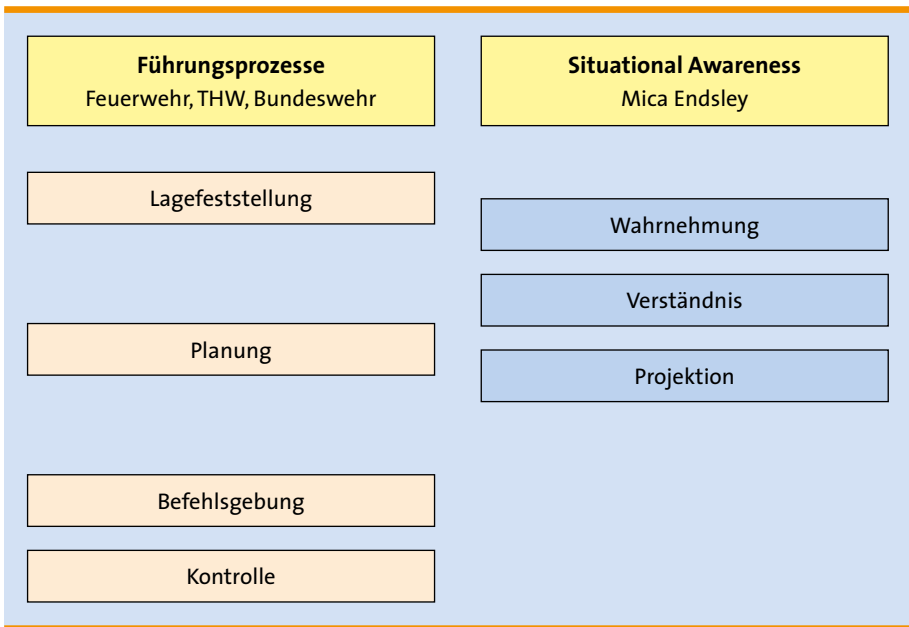 Führungsprozesse
Feuerwehr, THW, Bundeswehr
Situational Awareness
Mica Endsley
Lagefeststellung
Wahrnehmung
Verständnis
Planung
Projektion
Befehlsgebung
Kontrolle